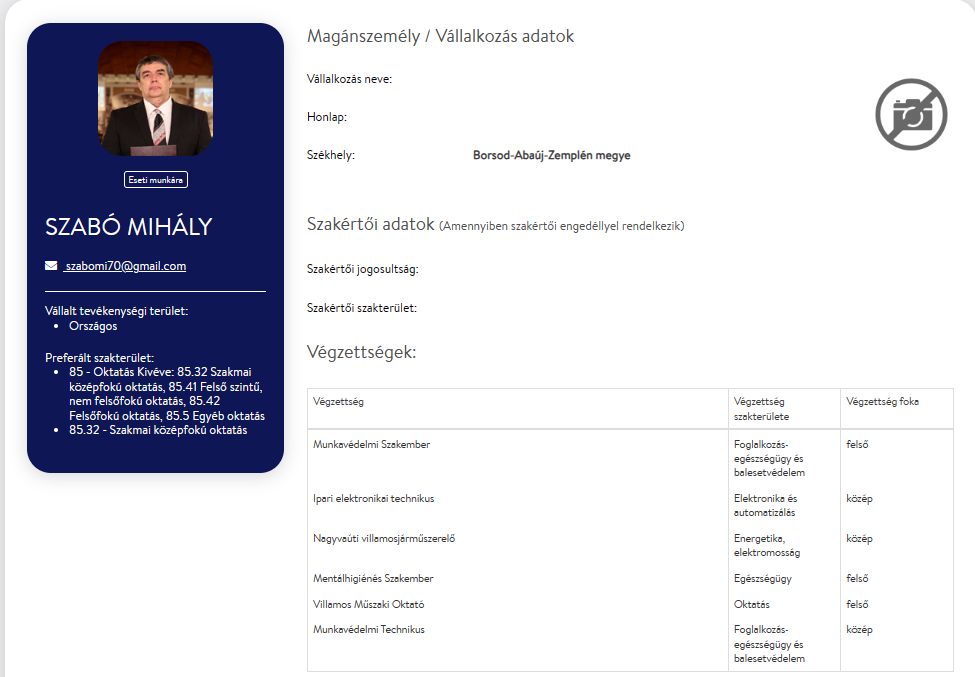 Eseti munkára
SZABÓ MIHÁLY
szabomi70@gmail.com
Vállalt tevékenységi terület:
• Országos
Preferált szakterület:
• 85 - Oktatás Kivéve: 85.32 Szakmai
középfokú oktatás, 85.41 Felső szintű,
nem felsőfokú oktatás, 85.42
Felsőfokú oktatás, 85.5 Egyéb oktatás
• 85.32 - Szakmai középfokú oktatás
Magánszemély / Vállalkozás adatok
Vállalkozás neve:
Honlap:
Székhely: Borsod-Abaúj-Zemplén megye
Szakértői adatok (Amennyiben szakértői engedéllyel rendelkezik)
Szakértői jogosultság:
Szakértői szakterület:
Végzettségek:
Végzettség Végzettség Végzettség foka
szakterülete
Munkavédelmi Szakember Foglalkozás- felső
egészségügy és
balesetvédelem
Ipari elektronikai technikus Elektronika és közép
automatizálás
Nagyvaúti villamosjárműszerelő Energetika, közép
elektromosság
Mentálhigiénés Szakember Egészségügy felső
Villamos Műszaki Oktató Oktatás felső
Munkavédelmi Technikus Foglalkozás- közép
egészségügy és
balesetvédelem